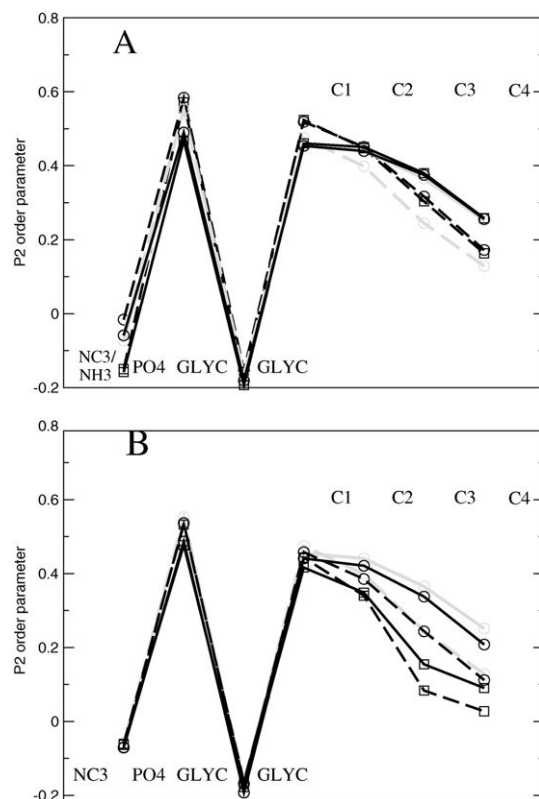 0.8
A
0.6
C1 C2 C3 C4
0.4
P2 order parameter
0.2
0
NC3/
NH3
PO4 GLYC GLYC
-0.2
0.8
B
0.6
C1 C2 C3 C4
0.4
P2 order parameter
0.2
0
NC3 PO4 GLYC GLYC
-0.2